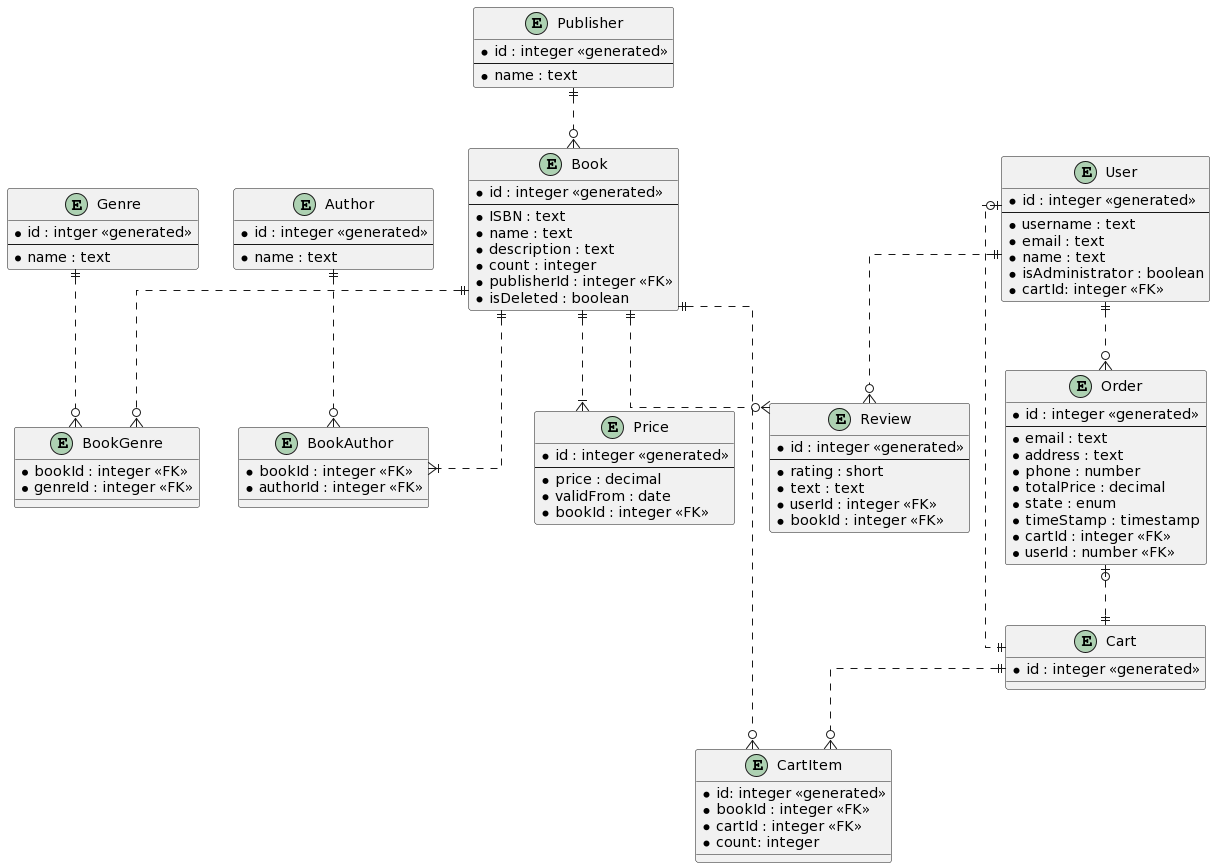 E Publisher
* id : integer «generated»
* name : text
E Book
* id : integer «generated»
* ISBN : text
* name : text
* description : text
* count : integer
* publisherId : integer «FK»
* isDeleted : boolean
E User
* id : integer «generated»
* username : text
* email : text
* name : text
* isAdministrator : boolean
* cartId: integer «FK»
E Genre
* id : intger «generated»
* name : text
E Author
* id : integer «generated»
* name : text
E BookGenre
* bookId : integer «FK»
* genreId : integer «FK»
E BookAuthor
* bookId : integer «FK»
* authorId : integer «FK»
E Price
* id : integer «generated»
* price : decimal
* validFrom : date
* bookId : integer «FK»
E Review
* id : integer «generated»
* rating : short
* text : text
* userId : integer «FK»
* bookId : integer «FK»
E Order
* id : integer «generated»
* email : text
* address : text
* phone : number
* totalPrice : decimal
* state : enum
* timeStamp : timestamp
* cartId : integer «FK»
* userId : number «FK»
E Cart
* id : integer «generated»
E CartItem
* id: integer «generated»
* bookId : integer «FK»
* cartId : integer «FK»
* count: integer